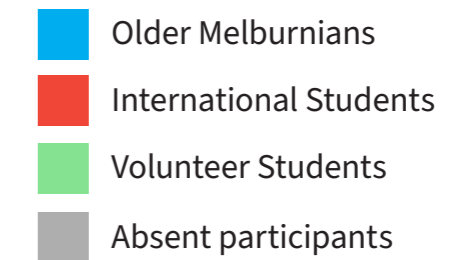 Older Melburnians
International Students
Volunteer Students
Absent participants